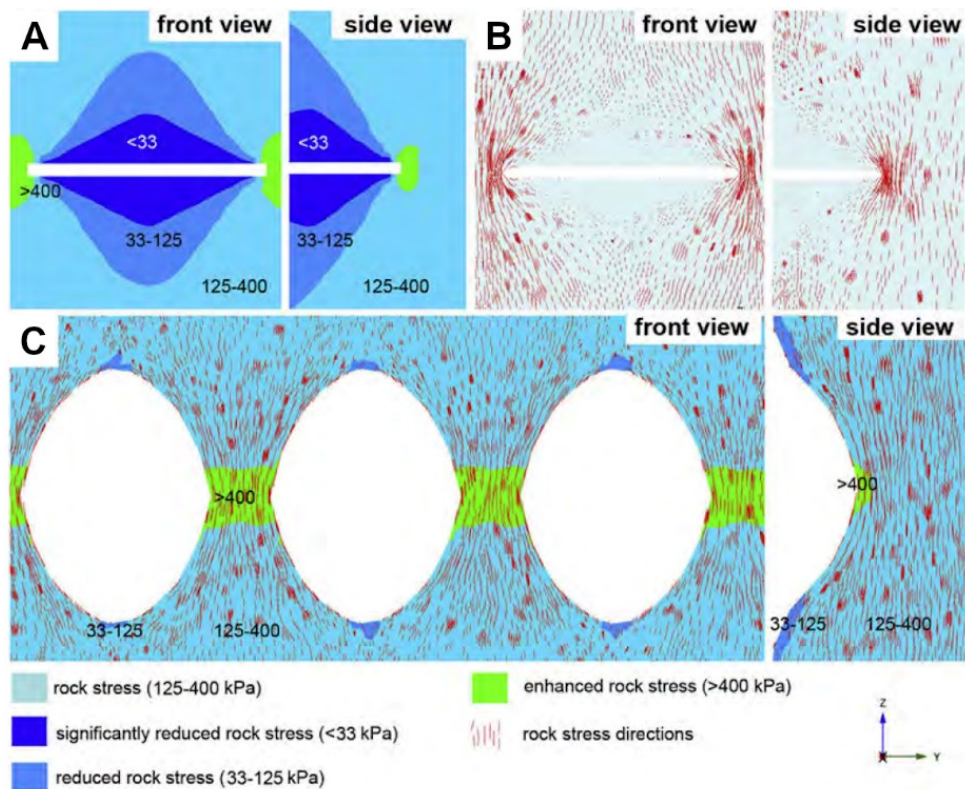 A front view side view
<33 <33
>400
33-125 33-125
125-400 125-400
B front view side view
C front view side view
>400 >400
33-125 125-400 33-125 125-400
rock stress (125-400 kPa)
significantly reduced rock stress (<33 kPa)
reduced rock stress (33-125 kPa)
enhanced rock stress (>400 kPa)
rock stress directions
Z
X Y